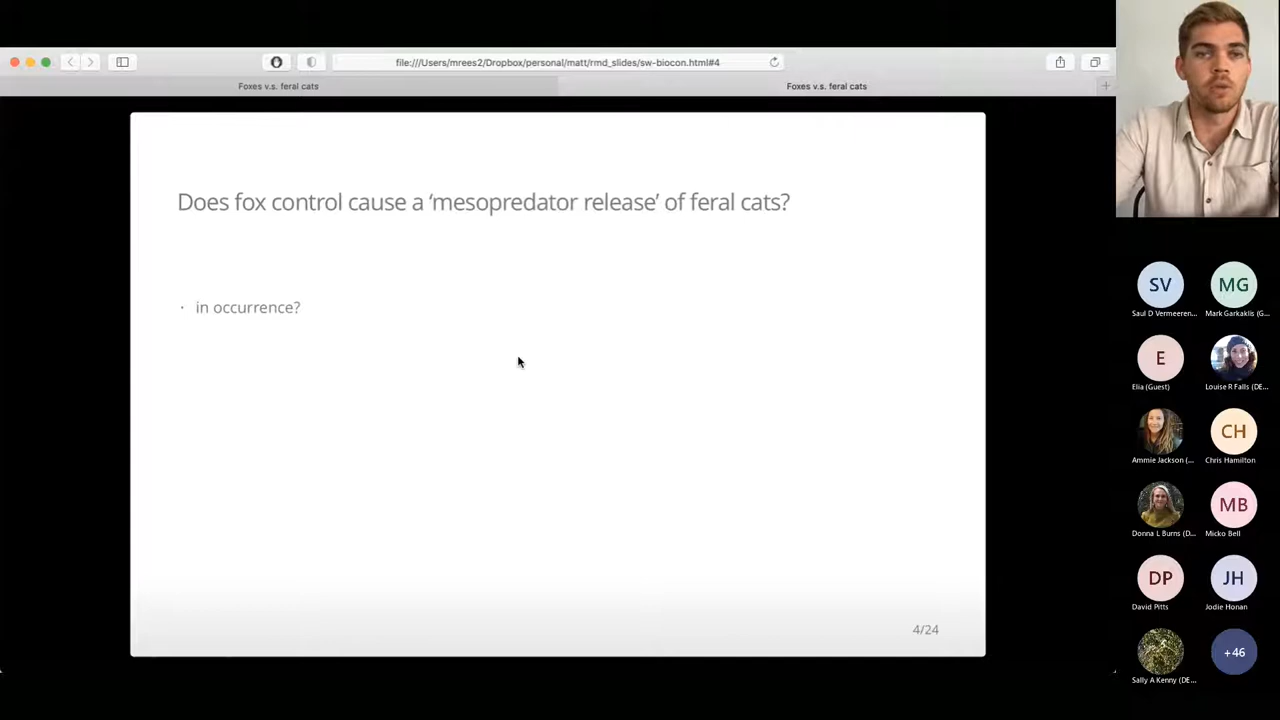 file:///Users/mrees2/Dropbox/personal/matt/rmd_slides/sw-biocon.html#4
Foxes v.s. feral cats
Foxes v.s. feral cats
Does fox control cause a ‘mesopredator release’ of feral cats?
· in occurrence?
4/24
SV
MG
Saul D Vermeeren...
Mark Garkaklis (G...
E
Elia (Guest)
Louise R Falls (DE...
CH
Ammie Jackson (...
Chris Hamilton
MB
Donna L Burns (D...
Micko Bell
DP
JH
David Pitts
Jodie Honan
+46
Sally A Kenny (DE...